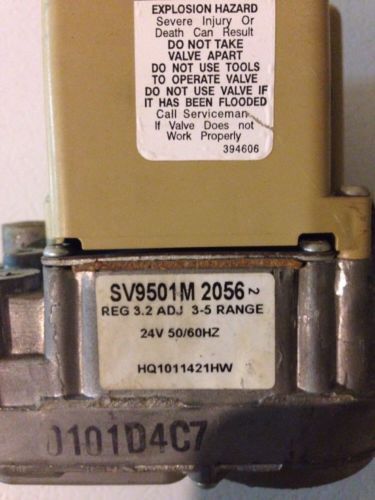 EXPLOSION HAZARD
Severe Injury Or
Death Can Result
DO NOT TAKE
VALVE APART
DO NOT USE TOOLS
TO OPERATE VALVE
DO NOT USE VALVE IF
IT HAS BEEN FLOODED
Call Serviceman
If Valve Does not
Work Properly
394606
SV9501M 2056 2
REG 3.2 ADJ 3-5 RANGE
24V 50/60HZ
HQ1011421HW
0101D4C7